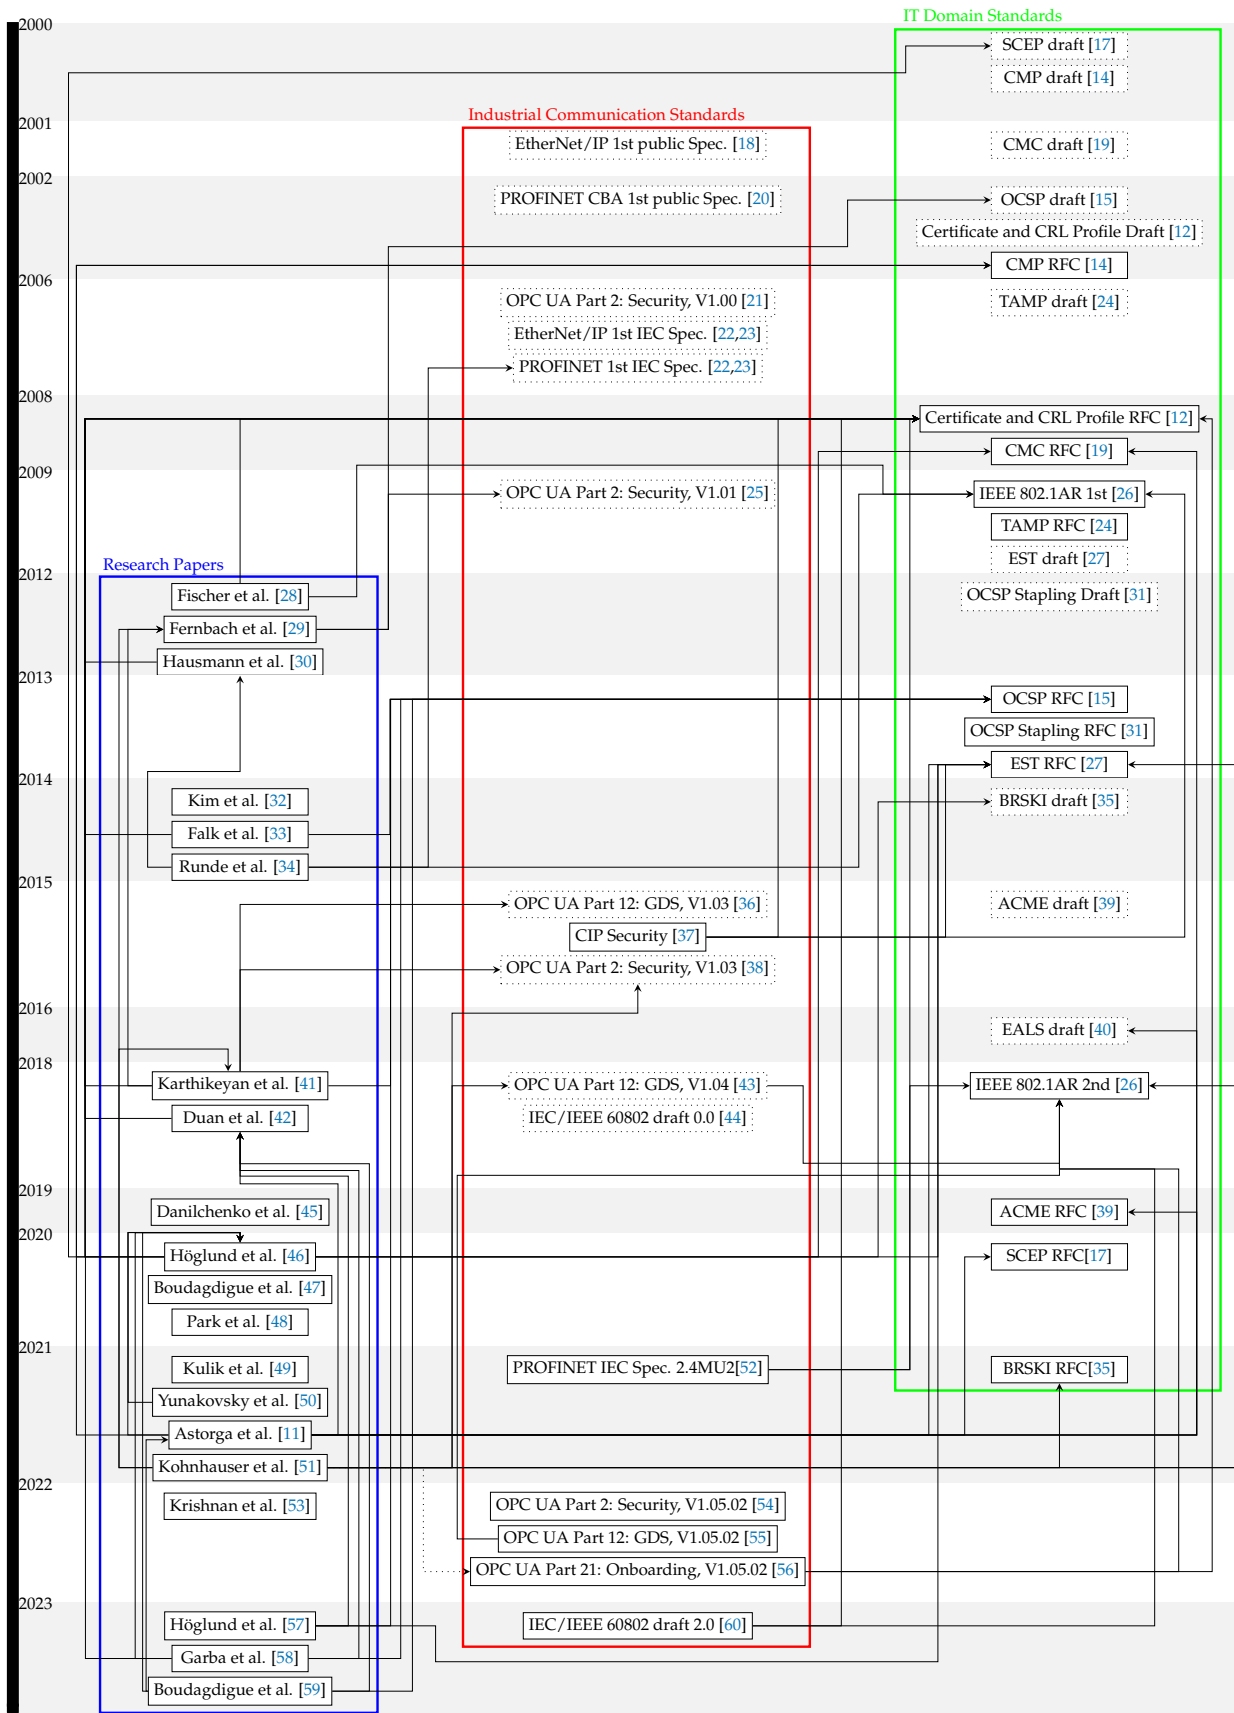 2000
IT Domain Standards
SCEP draft [17]
CMP draft [14]
2001
Industrial Communication Standards
EtherNet/IP 1st public Spec. [18]
CMC draft [19]
2002
PROFINET CBA 1st public Spec. [20]
OCSP draft [15]
Certificate and CRL Profile Draft [12]
CMP RFC [14]
2006
OPC UA Part 2: Security, V1.00 [21]
TAMP draft [24]
EtherNet/IP 1st IEC Spec. [22,23]
PROFINET 1st IEC Spec. [22,23]
2008
Certificate and CRL Profile RFC [12]
CMC RFC [19]
2009
OPC UA Part 2: Security, V1.01 [25]
IEEE 802.1AR 1st [26]
TAMP RFC [24]
EST draft [27]
Research Papers
2012
Fischer et al. [28]
OCSP Stapling Draft [31]
Fernbach et al. [29]
Hausmann et al. [30]
2013
OCSP RFC [15]
OCSP Stapling RFC [31]
EST RFC [27]
2014
Kim et al. [32]
BRSKI draft [35]
Falk et al. [33]
Runde et al. [34]
2015
OPC UA Part 12: GDS, V1.03 [36]
ACME draft [39]
CIP Security [37]
OPC UA Part 2: Security, V1.03 [38]
2016
EALS draft [40]
2018
Karthikeyan et al. [41]
OPC UA Part 12: GDS, V1.04 [43]
IEEE 802.1AR 2nd [26]
Duan et al. [42]
IEC/IEEE 60802 draft 0.0 [44]
2019
Danilchenko et al. [45]
ACME RFC [39]
2020
Höglund et al. [46]
SCEP RFC[17]
Boudagdigue et al. [47]
Park et al. [48]
2021
Kulik et al. [49]
PROFINET IEC Spec. 2.4MU2[52]
BRSKI RFC[35]
Yunakovsky et al. [50]
Astorga et al. [11]
Kohnhauser et al. [51]
2022
Krishnan et al. [53]
OPC UA Part 2: Security, V1.05.02 [54]
OPC UA Part 12: GDS, V1.05.02 [55]
OPC UA Part 21: Onboarding, V1.05.02 [56]
2023
Höglund et al. [57]
IEC/IEEE 60802 draft 2.0 [60]
Garba et al. [58]
Boudagdigue et al. [59]